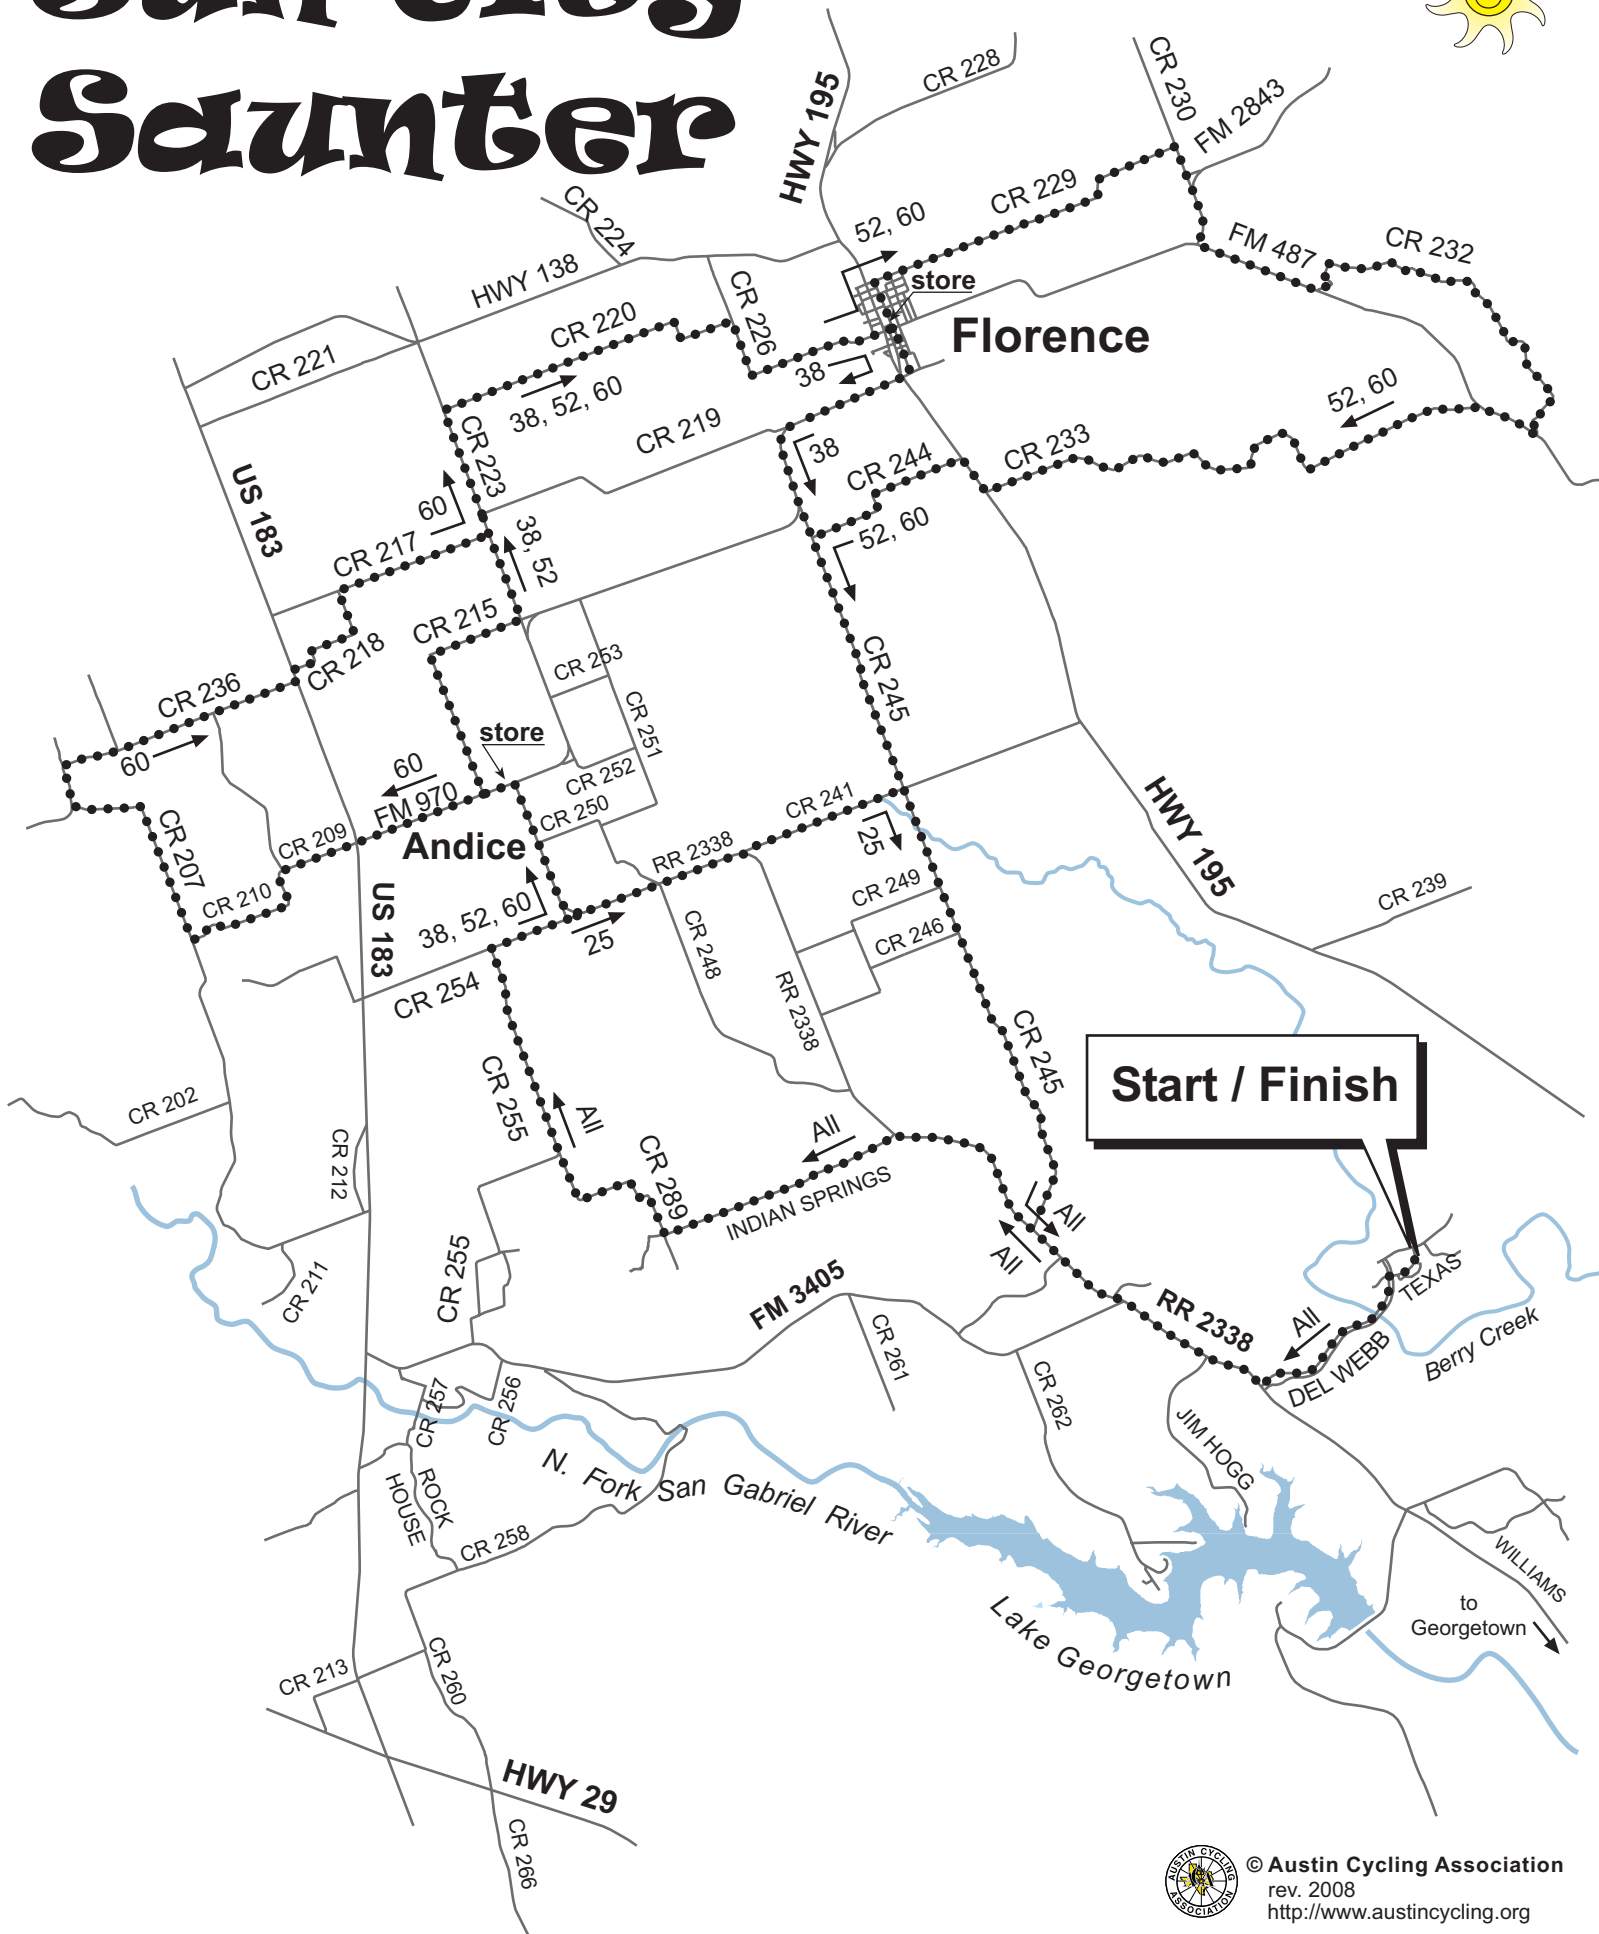 Sun City
Saunter
HWY 195
CR 228
CR 230
FM 2843
CR 224
52, 60
CR 229
HWY 138
CR 226
store
FM 487
CR 232
CR 220
Florence
CR 221
38
38, 52, 60
52, 60
CR 223
CR 219
38
CR 244
CR 233
US 183
60
38, 52
52, 60
CR 217
CR 215
CR 218
CR 253
CR 245
CR 236
CR 251
store
60
60
CR 252
FM 970
CR 250
CR 241
HWY 195
CR 207
CR 209
Andice
RR 2338
25
CR 210
US 183
38, 52, 60
25
CR 249
CR 239
CR 248
CR 246
CR 254
RR 2338
CR 245
Start / Finish
CR 255
All
CR 202
All
CR 212
CR 289
INDIAN SPRINGS
All
All
CR 211
CR 255
FM 3405
TEXAS
RR 2338
All
Berry Creek
CR 261
DEL WEBB
CR 257
CR 256
CR 262
JIM HOGG
N. Fork San Gabriel River
ROCK
HOUSE
CR 258
WILLIAMS
Lake Georgetown
to
Georgetown
CR 213
CR 260
HWY 29
CR 266
AUSTIN CYCLING
ASSOCIATION
© Austin Cycling Association
rev. 2008
http://www.austincycling.org